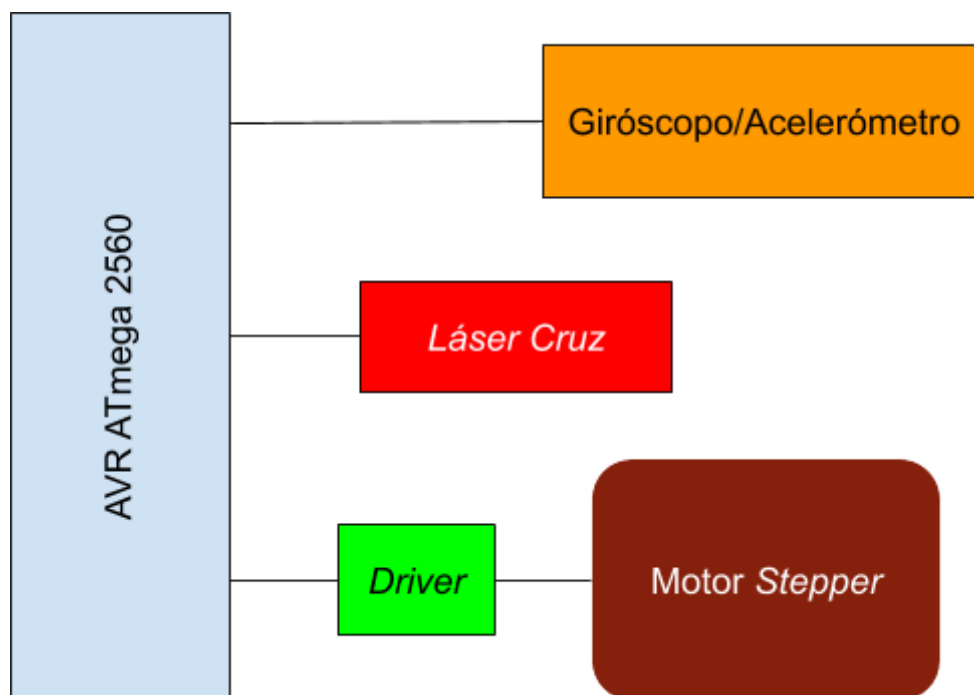 AVR ATmega 2560
Giróscopo/Acelerómetro
Láser Cruz
Driver
Motor Stepper